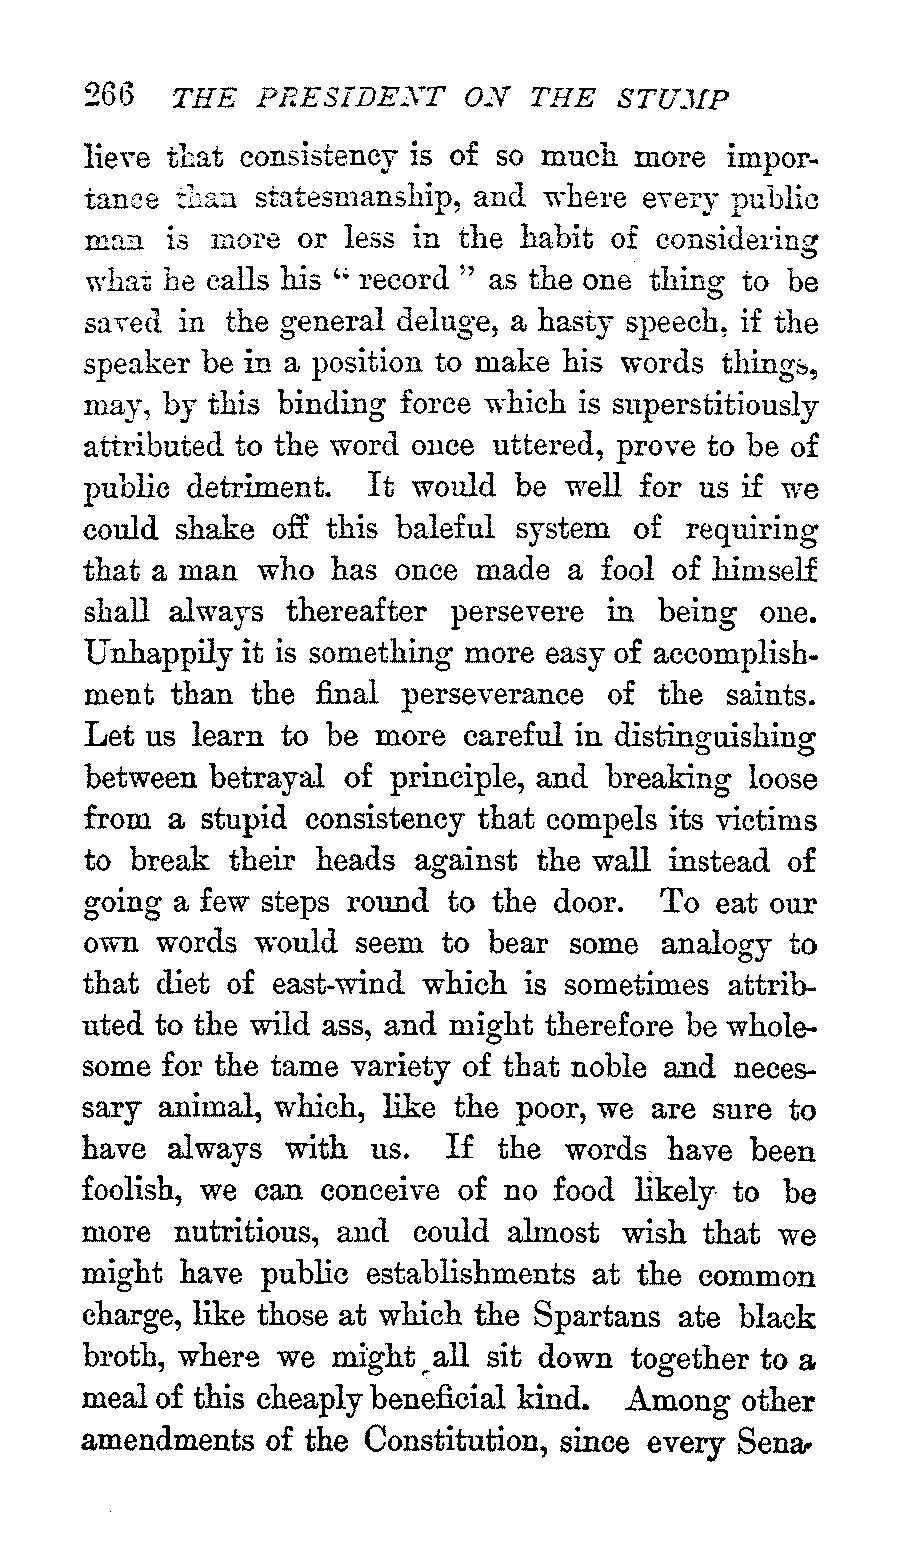 266 THE PRESIDENT ON THE STUMP
lieve that consistency is of so much more impor-
tance than statesmanship, and where every public
man is more or less in the habit of considering
what he calls his “ record ” as the one thing to be
saved in the general deluge, a hasty speech, if the
speaker be in a position to make his words things,
may, by this binding force which is superstitiously
attributed to the word once uttered, prove to be of
public detriment. It would be well for us if we
could shake off this baleful system of requiring
that a man who has once made a fool of himself
shall always thereafter persevere in being one.
Unhappily it is something more easy of accomplish-
ment than the final perseverance of the saints.
Let us learn to be more careful in distinguishing
between betrayal of principle, and breaking loose
from a stupid consistency that compels its victims
to break their heads against the wall instead of
going a few steps round to the door. To eat our
own words would seem to bear some analogy to
that diet of east-wind which is sometimes attrib-
uted to the wild ass, and might therefore be whole-
some for the tame variety of that noble and neces-
sary animal, which, like the poor, we are sure to
have always with us. If the words have been
foolish, we can conceive of no food likely to be
more nutritious, and could almost wish that we
might have public establishments at the common
charge, like those at which the Spartans ate black
broth, where we might all sit down together to a
meal of this cheaply beneficial kind. Among other
amendments of the Constitution, since every Sena-